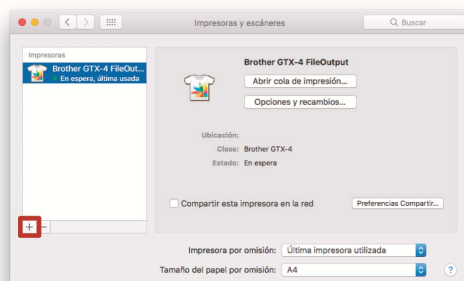 Impresoras y escáneres
Buscar
Impresoras
Brother GTX-4 FileOut...
En espera, última usada
Brother GTX-4 FileOutput
Abrir cola de impresión...
Opciones y recambios...
Ubicación:
Clase: Brother GTX-4
Estado: En espera
Compartir esta impresora en la red
Preferencias Compartir...
+ −
Impresora por omisión: Última impresora utilizada
Tamaño del papel por omisión: A4
?